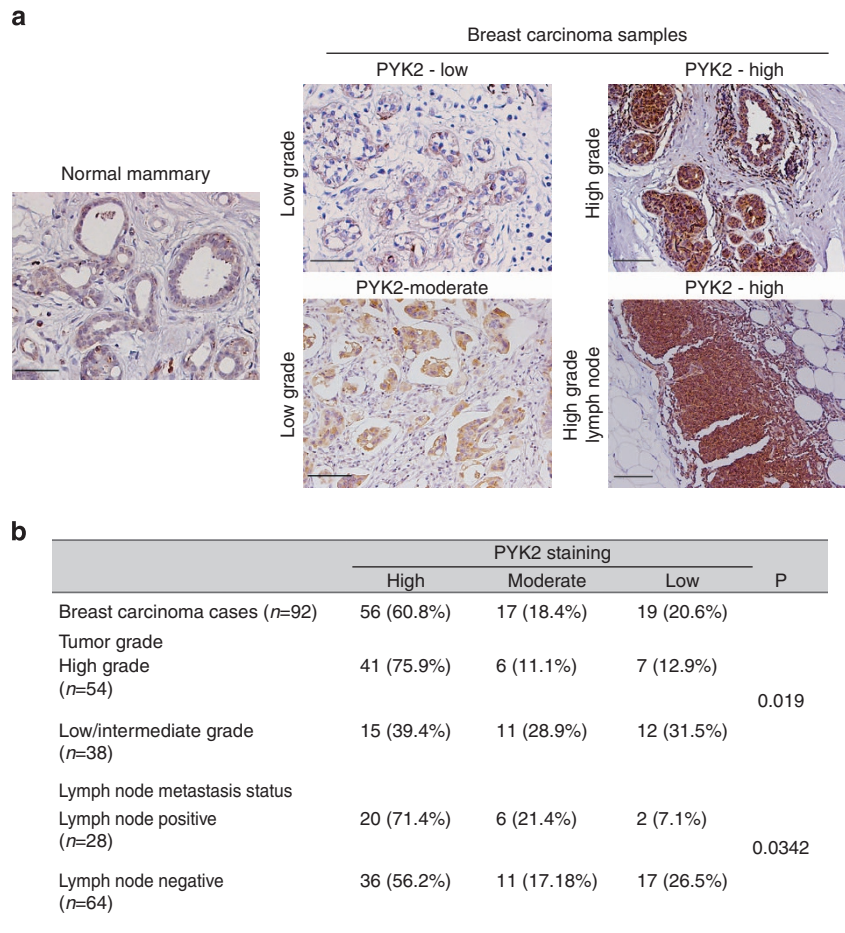 a
Breast carcinoma samples
PYK2 - low
PYK2 - high
Normal mammary
Low grade
High grade
PYK2-moderate
PYK2 - high
Low grade
High grade
lymph node
b
PYK2 staining
High Moderate Low P
Breast carcinoma cases (n=92) 56 (60.8%) 17 (18.4%) 19 (20.6%)
Tumor grade
High grade 41 (75.9%) 6 (11.1%) 7 (12.9%)
(n=54)
0.019
Low/intermediate grade 15 (39.4%) 11 (28.9%) 12 (31.5%)
(n=38)
Lymph node metastasis status
Lymph node positive 20 (71.4%) 6 (21.4%) 2 (7.1%)
(n=28)
0.0342
Lymph node negative 36 (56.2%) 11 (17.18%) 17 (26.5%)
(n=64)